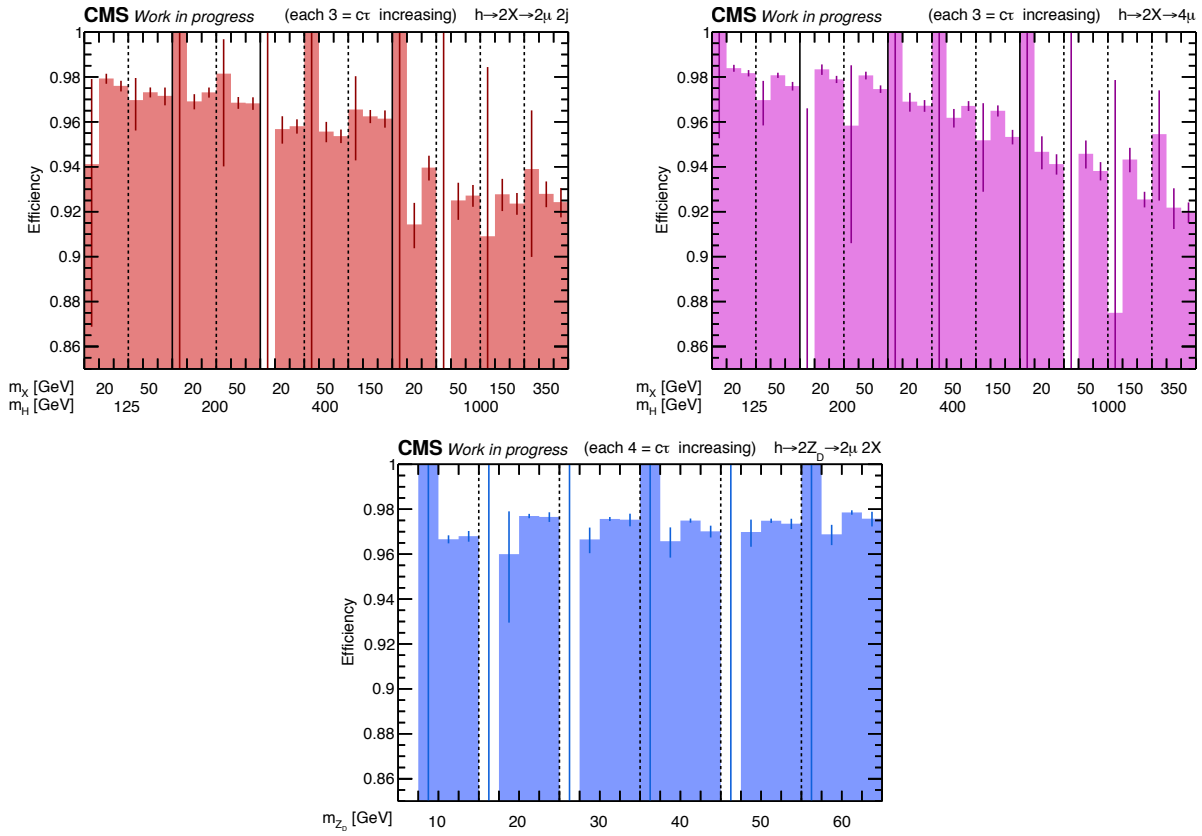 CMS Work in progress (each 3 = cτ increasing) h→2X→2μ 2j
Efficiency
1
0.98
0.96
0.94
0.92
0.9
0.88
0.86
m_X [GeV] 20 50 20 50 20 50 150 20 50 150 350
m_H [GeV] 125 200 400 1000
CMS Work in progress (each 3 = cτ increasing) h→2X→4μ
Efficiency
1
0.98
0.96
0.94
0.92
0.9
0.88
0.86
m_X [GeV] 20 50 20 50 20 50 150 20 50 150 350
m_H [GeV] 125 200 400 1000
CMS Work in progress (each 4 = cτ increasing) h→2Z_D→2μ 2X
Efficiency
1
0.98
0.96
0.94
0.92
0.9
0.88
0.86
m_Z_D [GeV] 10 20 30 40 50 60